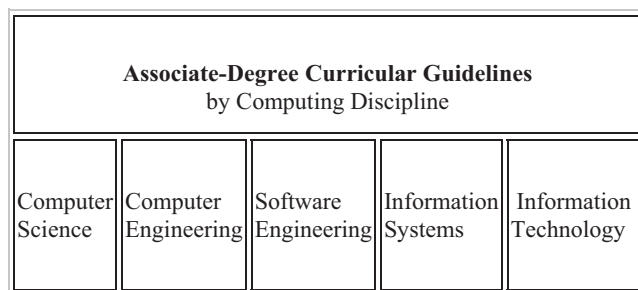 Associate-Degree Curricular Guidelines
by Computing Discipline
Computer
Science
Computer
Engineering
Software
Engineering
Information
Systems
Information
Technology